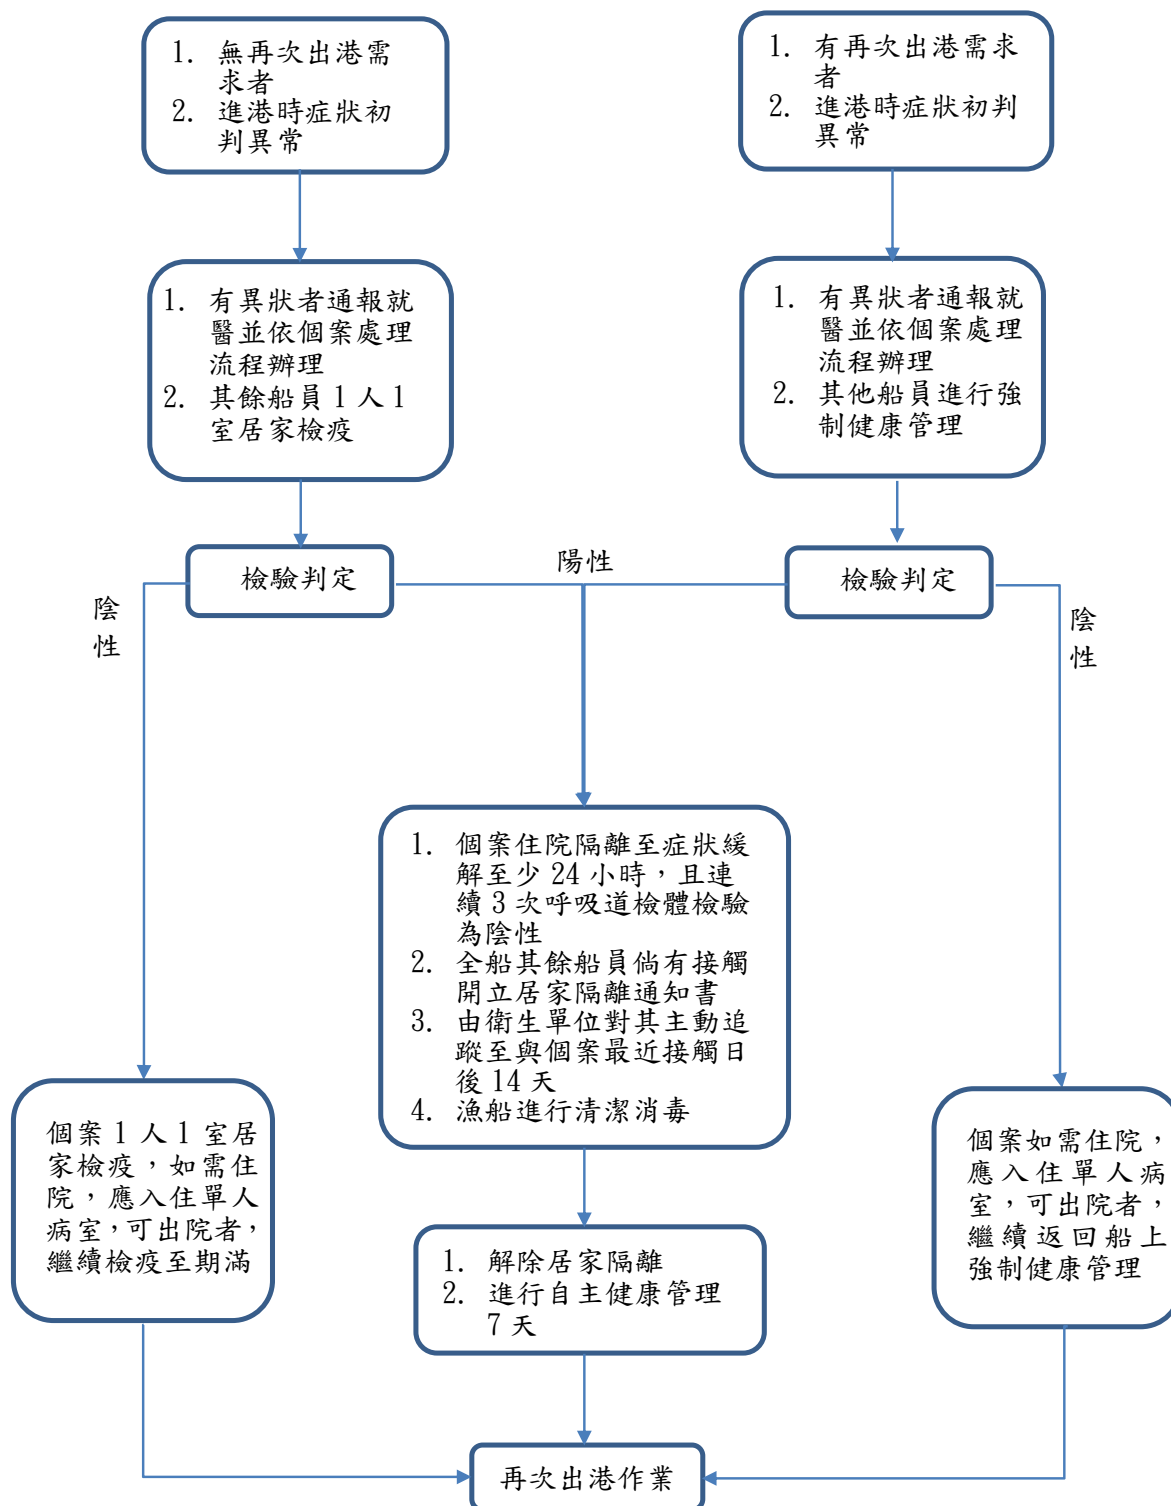 1. 無再次出港需
求者
2. 進港時症狀初
判異常
1. 有再次出港需求
者
2. 進港時症狀初判
異常
1. 有異狀者通報就
醫並依個案處理
流程辦理
2. 其餘船員1人1
室居家檢疫
1. 有異狀者通報就
醫並依個案處理
流程辦理
2. 其他船員進行強
制健康管理
檢驗判定
陽性
檢驗判定
陰
性
陰
性
1. 個案住院隔離至症狀緩
解至少24小時，且連
續3次呼吸道檢體檢驗
為陰性
2. 全船其餘船員倘有接觸
開立居家隔離通知書
3. 由衛生單位對其主動追
蹤至與個案最近接觸日
後14天
4. 漁船進行清潔消毒
個案1人1室居
家檢疫，如需住
院，應入住單人
病室，可出院者，
繼續檢疫至期滿
個案如需住院，
應入住單人病
室，可出院者，
繼續返回船上
強制健康管理
1. 解除居家隔離
2. 進行自主健康管理
7天
再次出港作業